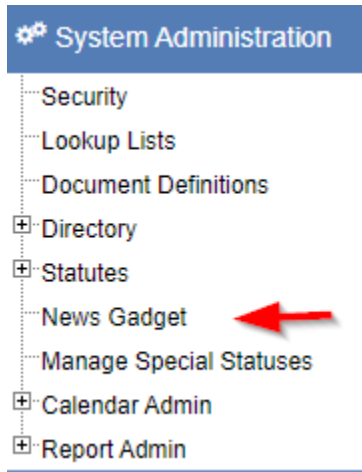 System Administration
Security
Lookup Lists
Document Definitions
Directory
Statutes
News Gadget
Manage Special Statuses
Calendar Admin
Report Admin